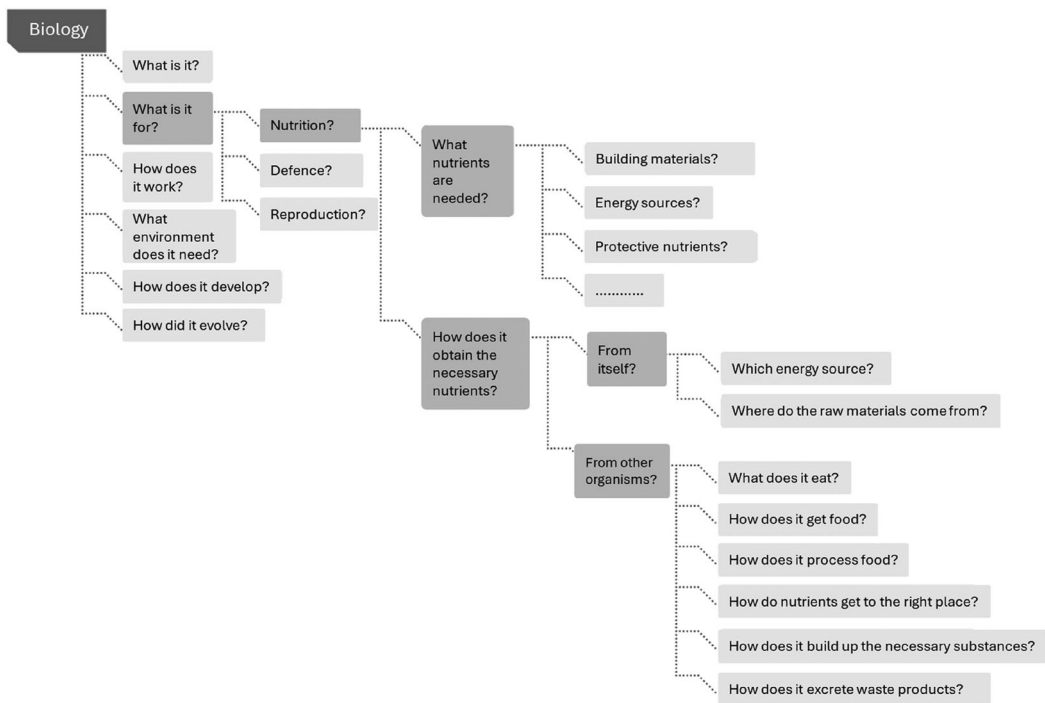 Biology
What is it?
What is it
for?
How does
it work?
What
environment
does it need?
How does it develop?
How did it evolve?
Nutrition?
Defence?
Reproduction?
What
nutrients
are
needed?
Building materials?
Energy sources?
Protective nutrients?
............
How does it
obtain the
necessary
nutrients?
From
itself?
Which energy source?
Where do the raw materials come from?
From other
organisms?
What does it eat?
How does it get food?
How does it process food?
How do nutrients get to the right place?
How does it build up the necessary substances?
How does it excrete waste products?